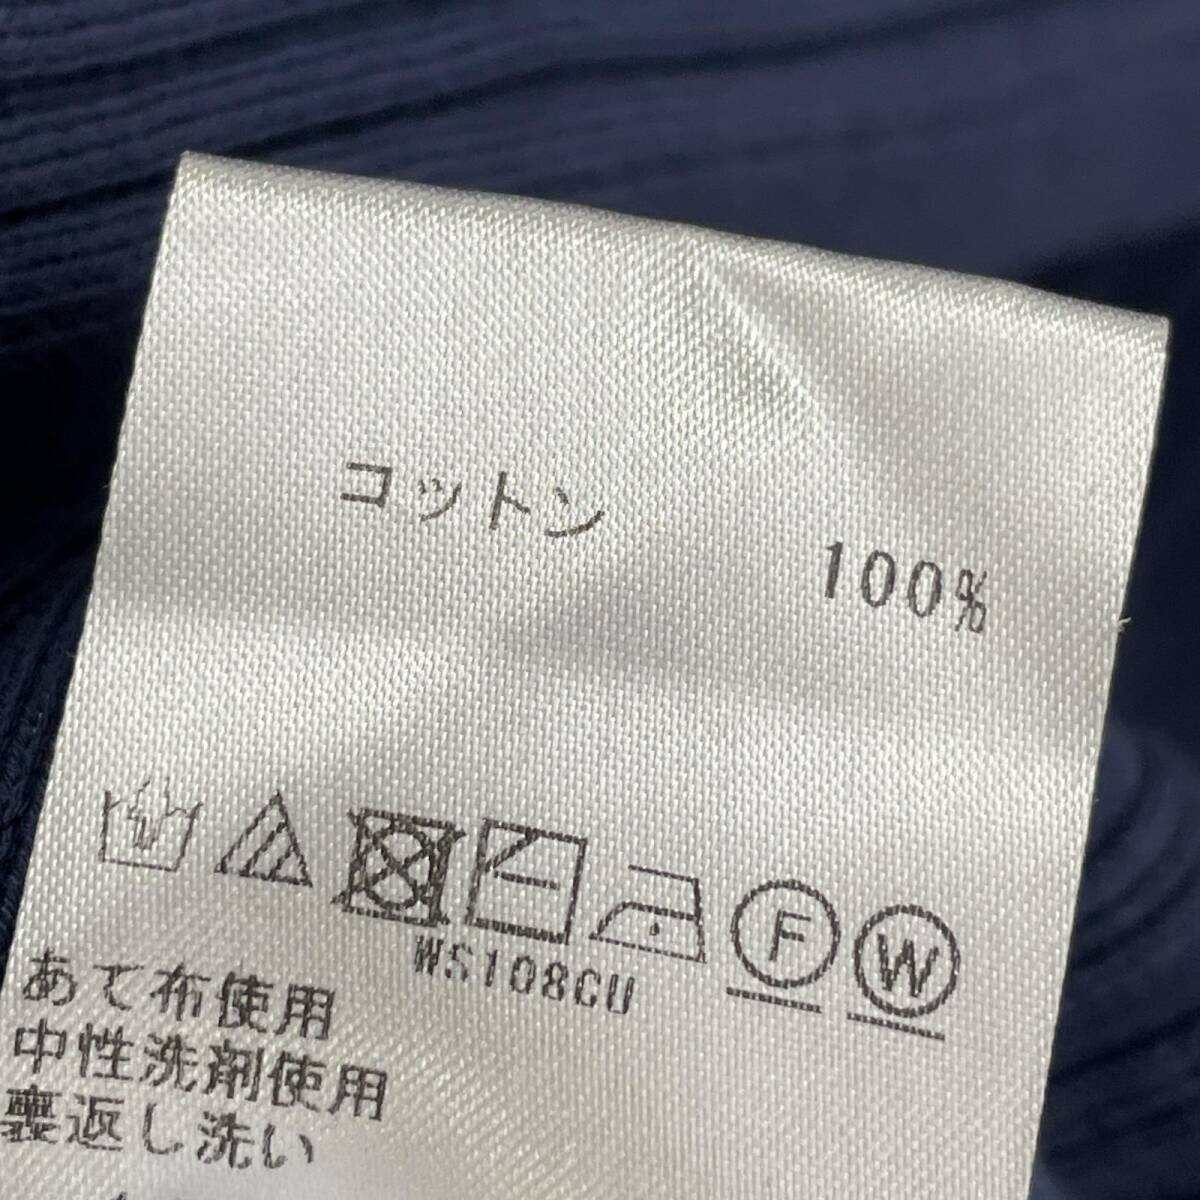 コットン 100%
F W
WS108CU
あて布使用
中性洗剤使用
裏返し洗い